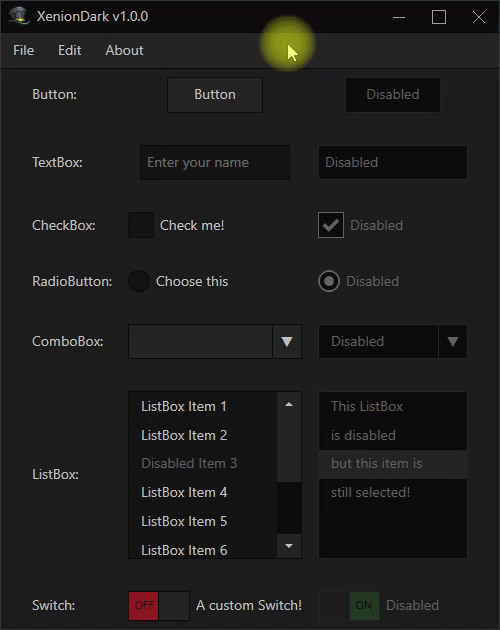 XenionDark v1.0.0
File Edit About
Button: Button Disabled
TextBox: Enter your name Disabled
CheckBox: Check me! Disabled
RadioButton: Choose this Disabled
ComboBox: Disabled
ListBox:
ListBox Item 1
ListBox Item 2
Disabled Item 3
ListBox Item 4
ListBox Item 5
ListBox Item 6
This ListBox
is disabled
but this item is
still selected!
Switch: OFF A custom Switch! ON Disabled